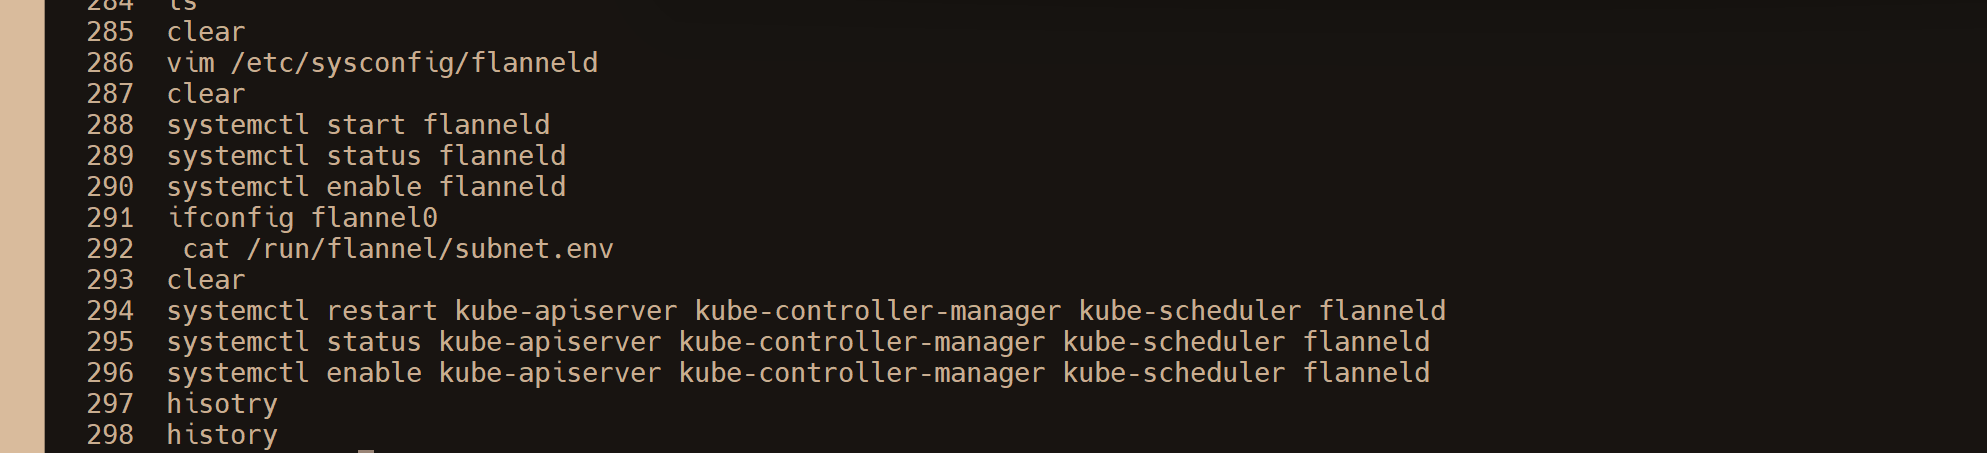 284  ls
285  clear
286  vim /etc/sysconfig/flanneld
287  clear
288  systemctl start flanneld
289  systemctl status flanneld
290  systemctl enable flanneld
291  ifconfig flannel0
292   cat /run/flannel/subnet.env
293  clear
294  systemctl restart kube-apiserver kube-controller-manager kube-scheduler flanneld
295  systemctl status kube-apiserver kube-controller-manager kube-scheduler flanneld
296  systemctl enable kube-apiserver kube-controller-manager kube-scheduler flanneld
297  hisotry
298  history